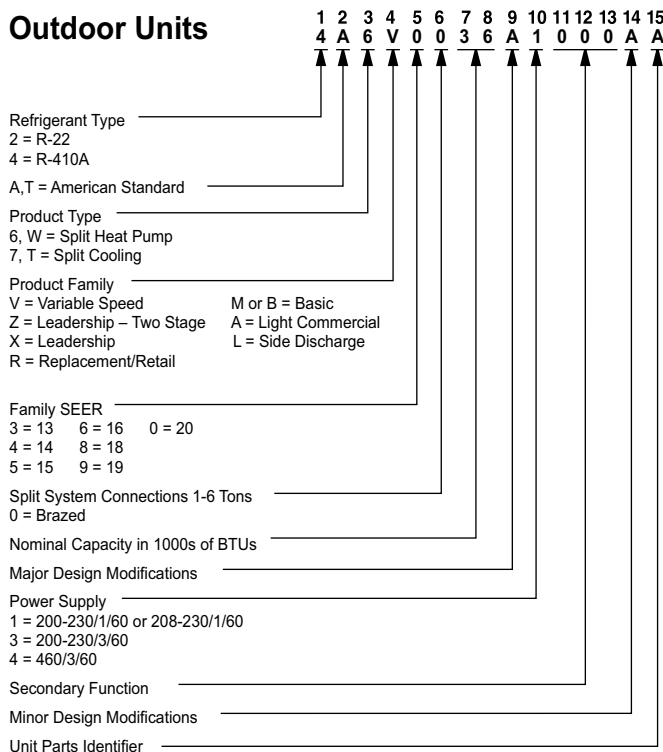 Outdoor Units
1 2 3 4 5 6 7 8 9 10 11 12 13 14 15
4 A 6 V 0 0 3 6 A 1 0 0 0 A A
Refrigerant Type
2 = R-22
4 = R-410A
A,T = American Standard
Product Type
6, W = Split Heat Pump
7, T = Split Cooling
Product Family
V = Variable Speed M or B = Basic
Z = Leadership – Two Stage A = Light Commercial
X = Leadership L = Side Discharge
R = Replacement/Retail
Family SEER
3 = 13 6 = 16 0 = 20
4 = 14 8 = 18
5 = 15 9 = 19
Split System Connections 1-6 Tons
0 = Brazed
Nominal Capacity in 1000s of BTUs
Major Design Modifications
Power Supply
1 = 200-230/1/60 or 208-230/1/60
3 = 200-230/3/60
4 = 460/3/60
Secondary Function
Minor Design Modifications
Unit Parts Identifier